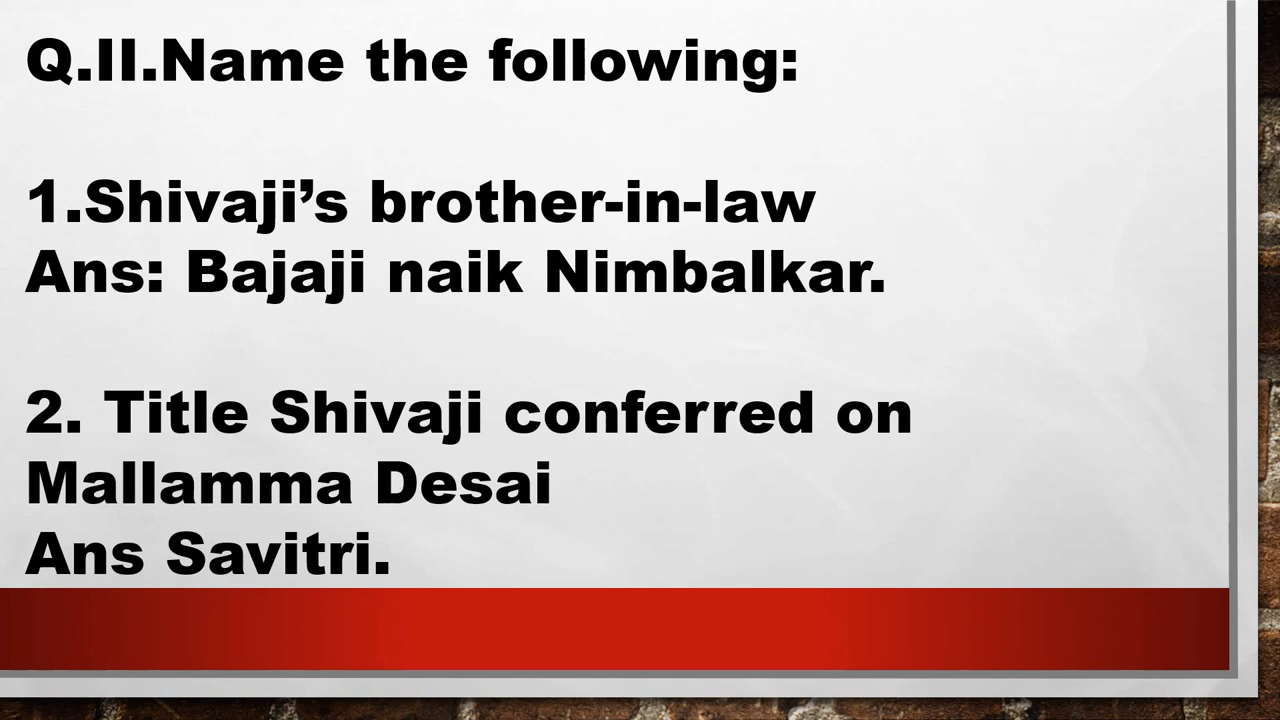 Q.II.Name the following:
1.Shivaji’s brother-in-law
Ans: Bajaji naik Nimbalkar.
2. Title Shivaji conferred on
Mallamma Desai
Ans Savitri.